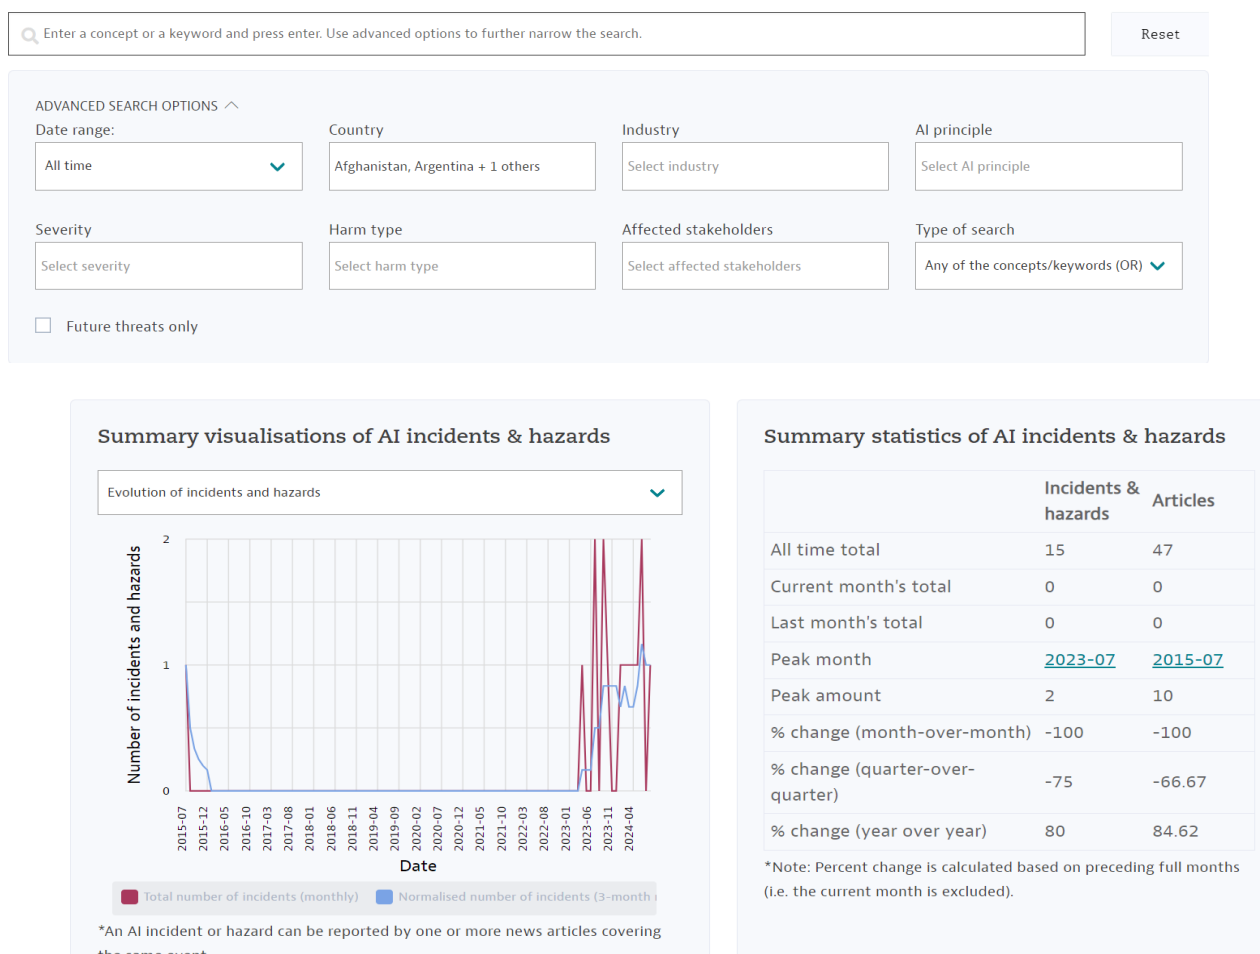 Enter a concept or a keyword and press enter. Use advanced options to further narrow the search.
Reset
ADVANCED SEARCH OPTIONS
Date range:
Country
Industry
AI principle
All time
Afghanistan, Argentina + 1 others
Select industry
Select AI principle
Severity
Harm type
Affected stakeholders
Type of search
Select severity
Select harm type
Select affected stakeholders
Any of the concepts/keywords (OR)
Future threats only
Summary visualisations of AI incidents & hazards
Evolution of incidents and hazards
Number of incidents and hazards
2
1
0
2015-07
2015-12
2016-05
2016-10
2017-03
2017-08
2018-01
2018-06
2018-11
2019-04
2019-09
2020-02
2020-07
2020-12
2021-05
2021-10
2022-03
2022-08
2023-01
2023-06
2023-11
2024-04
Date
Total number of incidents (monthly)
Normalised number of incidents (3-month
*An AI incident or hazard can be reported by one or more news articles covering
the same event
Summary statistics of AI incidents & hazards
Incidents & hazards Articles
All time total 15 47
Current month's total 0 0
Last month's total 0 0
Peak month 2023-07 2015-07
Peak amount 2 10
% change (month-over-month) -100 -100
% change (quarter-over-quarter) -75 -66.67
% change (year over year) 80 84.62
*Note: Percent change is calculated based on preceding full months
(i.e. the current month is excluded).